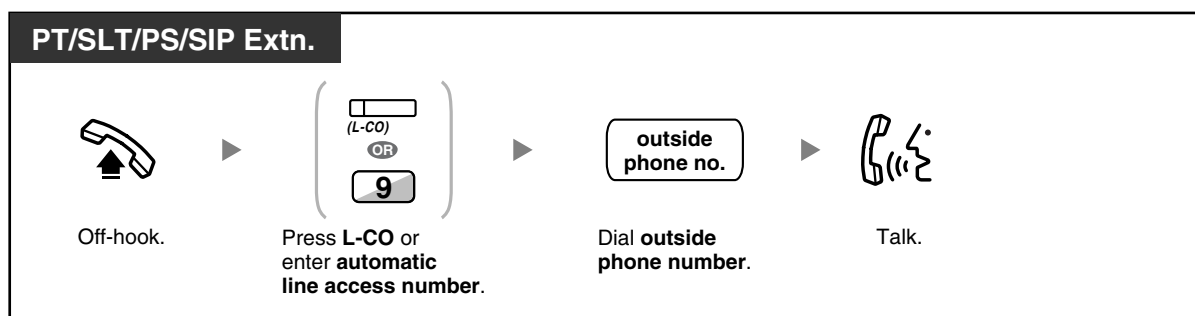 PT/SLT/PS/SIP Extn.
(L-CO)
OR
9
outside
phone no.
Off-hook.
Press L-CO or
enter automatic
line access number.
Dial outside
phone number.
Talk.